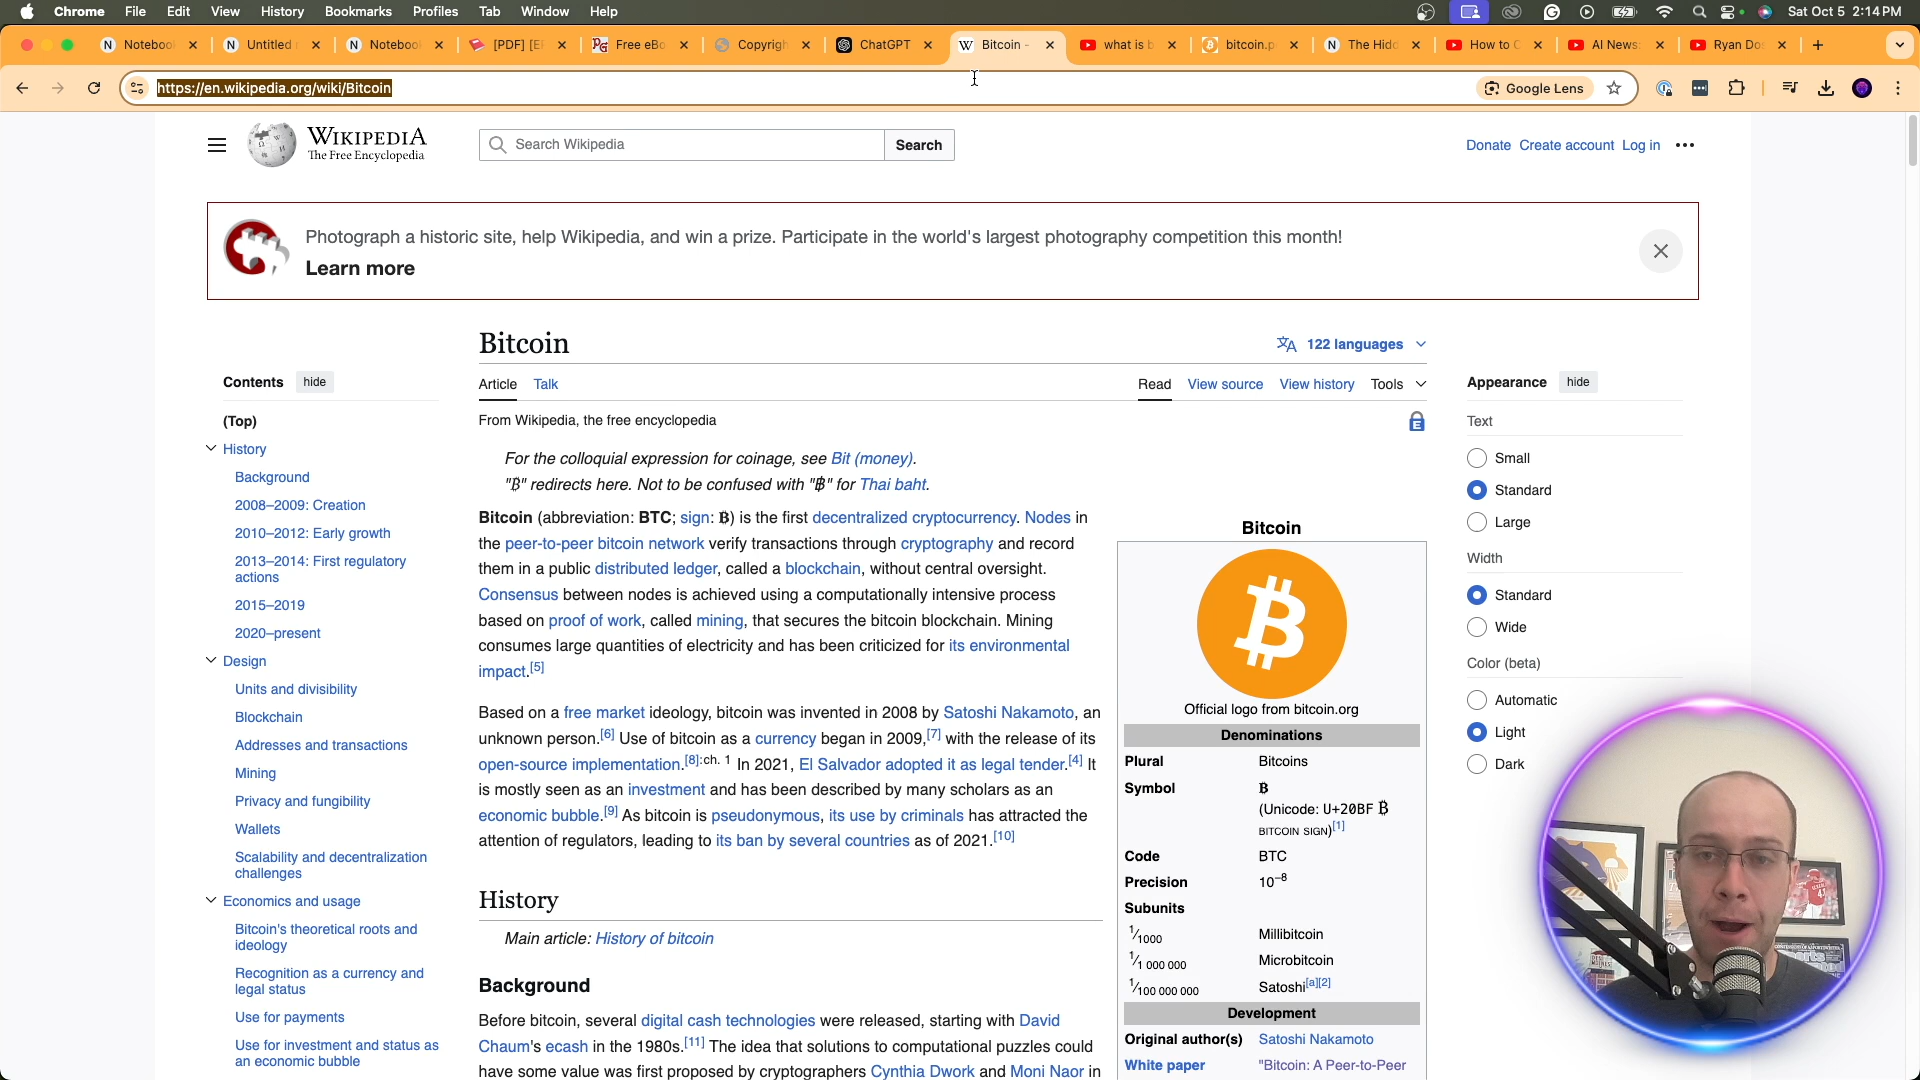 Chrome File Edit View History Bookmarks Profiles Tab Window Help Sat Oct 5 2:14 PM
Noteboo Untitled Noteboo [PDF] [E Free eBo Copyrigh ChatGPT Bitcoin - what is b bitcoin.p The Hidd How to C AI News: Ryan Do
https://en.wikipedia.org/wiki/Bitcoin Google Lens
WIKIPEDIA
The Free Encyclopedia
Search Wikipedia Search
Donate Create account Log in
Photograph a historic site, help Wikipedia, and win a prize. Participate in the world's largest photography competition this month!
Learn more
Contents hide
(Top)
History
Background
2008–2009: Creation
2010–2012: Early growth
2013–2014: First regulatory
actions
2015–2019
2020–present
Design
Units and divisibility
Blockchain
Addresses and transactions
Mining
Privacy and fungibility
Wallets
Scalability and decentralization
challenges
Economics and usage
Bitcoin's theoretical roots and
ideology
Recognition as a currency and
legal status
Use for payments
Use for investment and status as
an economic bubble
Bitcoin
122 languages
Article Talk Read View source View history Tools
From Wikipedia, the free encyclopedia
For the colloquial expression for coinage, see Bit (money).
"₿" redirects here. Not to be confused with "฿" for Thai baht.
Bitcoin (abbreviation: BTC; sign: ₿) is the first decentralized cryptocurrency. Nodes in
the peer-to-peer bitcoin network verify transactions through cryptography and record
them in a public distributed ledger, called a blockchain, without central oversight.
Consensus between nodes is achieved using a computationally intensive process
based on proof of work, called mining, that secures the bitcoin blockchain. Mining
consumes large quantities of electricity and has been criticized for its environmental
impact.[5]
Based on a free market ideology, bitcoin was invented in 2008 by Satoshi Nakamoto, an
unknown person.[6] Use of bitcoin as a currency began in 2009,[7] with the release of its
open-source implementation.[8]:ch. 1 In 2021, El Salvador adopted it as legal tender.[4] It
is mostly seen as an investment and has been described by many scholars as an
economic bubble.[9] As bitcoin is pseudonymous, its use by criminals has attracted the
attention of regulators, leading to its ban by several countries as of 2021.[10]
History
Main article: History of bitcoin
Background
Before bitcoin, several digital cash technologies were released, starting with David
Chaum's ecash in the 1980s.[11] The idea that solutions to computational puzzles could
have some value was first proposed by cryptographers Cynthia Dwork and Moni Naor in
Bitcoin
Official logo from bitcoin.org
Denominations
Plural Bitcoins
Symbol ₿
(Unicode: U+20BF ₿
BITCOIN SIGN)[1]
Code BTC
Precision 10−8
Subunits
1⁄1000 Millibitcoin
1⁄1 000 000 Microbitcoin
1⁄100 000 000 Satoshi[a][2]
Development
Original author(s) Satoshi Nakamoto
White paper "Bitcoin: A Peer-to-Peer
Appearance hide
Text
Small
Standard
Large
Width
Standard
Wide
Color (beta)
Automatic
Light
Dark